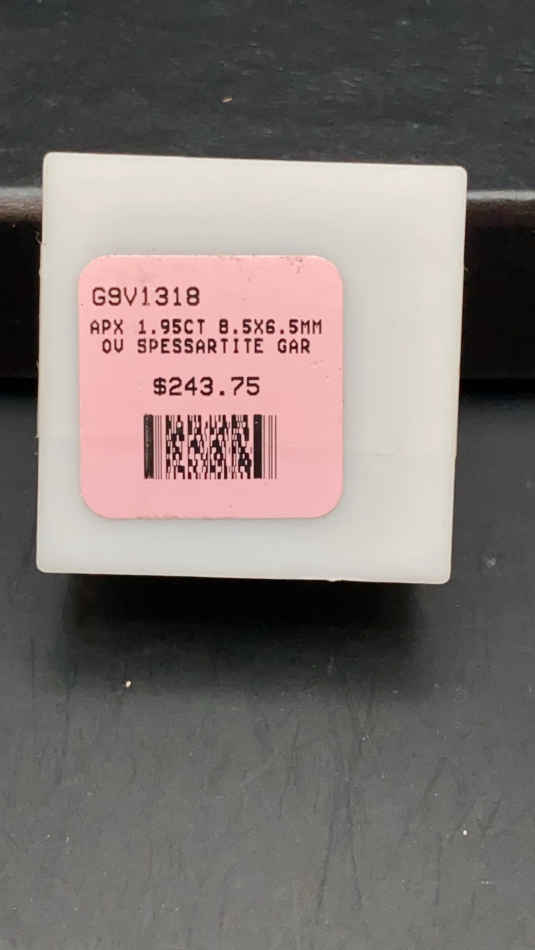 G9V1318
APX 1.95CT 8.5X6.5MM
OV SPESSARTITE GAR
$243.75